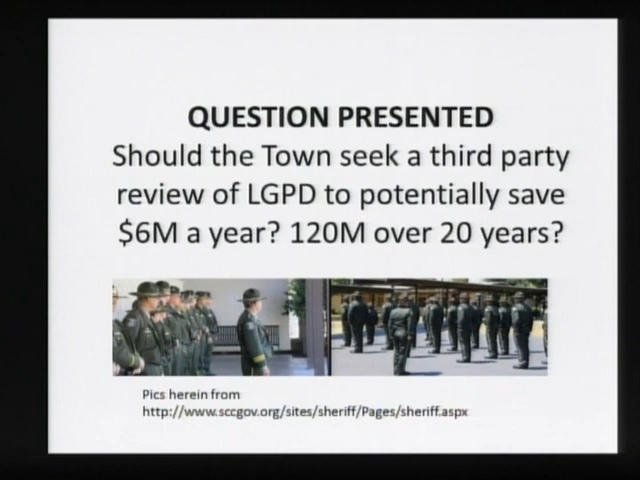 QUESTION PRESENTED
Should the Town seek a third party
review of LGPD to potentially save
$6M a year? 120M over 20 years?
Pics herein from
http://www.sccgov.org/sites/sheriff/Pages/sheriff.aspx